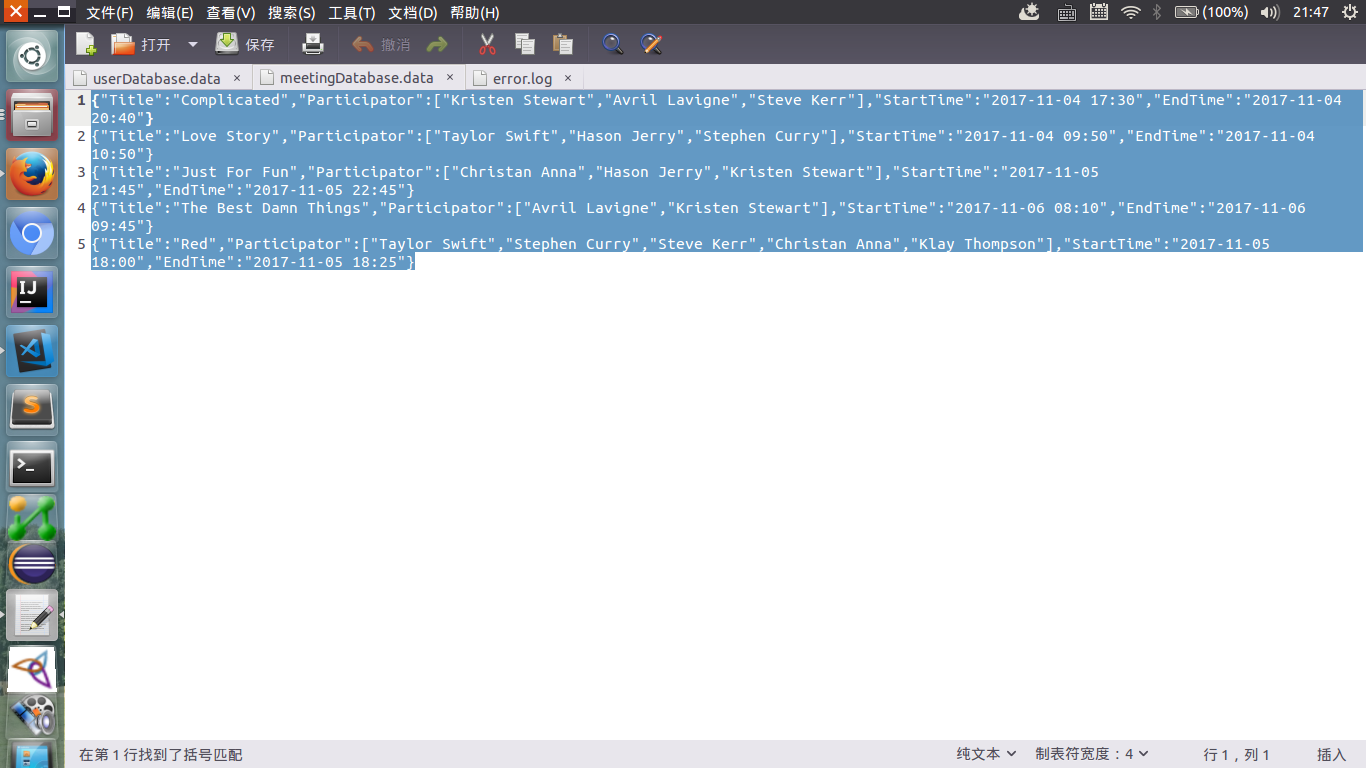 文件(F) 编辑(E) 查看(V) 搜索(S) 工具(T) 文档(D) 帮助(H) (100%) 21:47
打开 保存 撤消
userDatabase.data × meetingDatabase.data × error.log ×
1 {"Title":"Complicated","Participator":["Kristen Stewart","Avril Lavigne","Steve Kerr"],"StartTime":"2017-11-04 17:30","EndTime":"2017-11-04
20:40"}
2 {"Title":"Love Story","Participator":["Taylor Swift","Hason Jerry","Stephen Curry"],"StartTime":"2017-11-04 09:50","EndTime":"2017-11-04
10:50"}
3 {"Title":"Just For Fun","Participator":["Christan Anna","Hason Jerry","Kristen Stewart"],"StartTime":"2017-11-05
21:45","EndTime":"2017-11-05 22:45"}
4 {"Title":"The Best Damn Things","Participator":["Avril Lavigne","Kristen Stewart"],"StartTime":"2017-11-06 08:10","EndTime":"2017-11-06
09:45"}
5 {"Title":"Red","Participator":["Taylor Swift","Stephen Curry","Steve Kerr","Christan Anna","Klay Thompson"],"StartTime":"2017-11-05
18:00","EndTime":"2017-11-05 18:25"}
IJ
S
>_
在第 1 行找到了括号匹配 纯文本 制表符宽度：4 行 1，列 1 插入